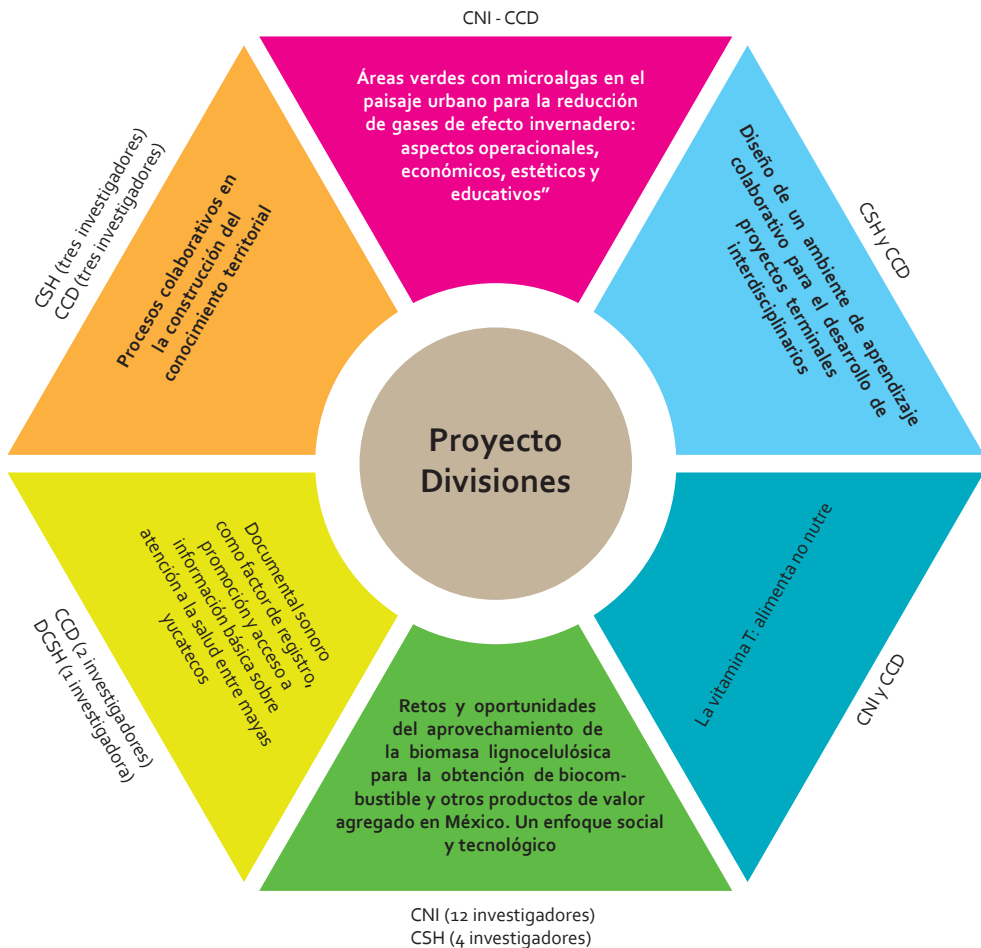 CNI - CCD
Áreas verdes con microalgas en el
paisaje urbano para la reducción
de gases de efecto invernadero:
aspectos operacionales,
económicos, estéticos y
educativos”
CSH y CCD
Diseño de un ambiente de aprendizaje
colaborativo para el desarrollo de
proyectos terminales
interdisciplinarios
CNI y CCD
La vitamina T: alimenta no nutre
CNI (12 investigadores)
CSH (4 investigadores)
Retos y oportunidades
del aprovechamiento de
la biomasa lignocelulósica
para la obtención de biocom-
bustible y otros productos de valor
agregado en México. Un enfoque social
y tecnológico
CCD (2 investigadores)
DCSH (1 investigadora)
Documental sonoro
como factor de registro,
promoción y acceso a
información básica sobre
atención a la salud entre mayas
yucatecos
CSH (tres investigadores)
CCD (tres investigadores)
Procesos colaborativos en
la construcción del
conocimiento territorial
Proyecto
Divisiones